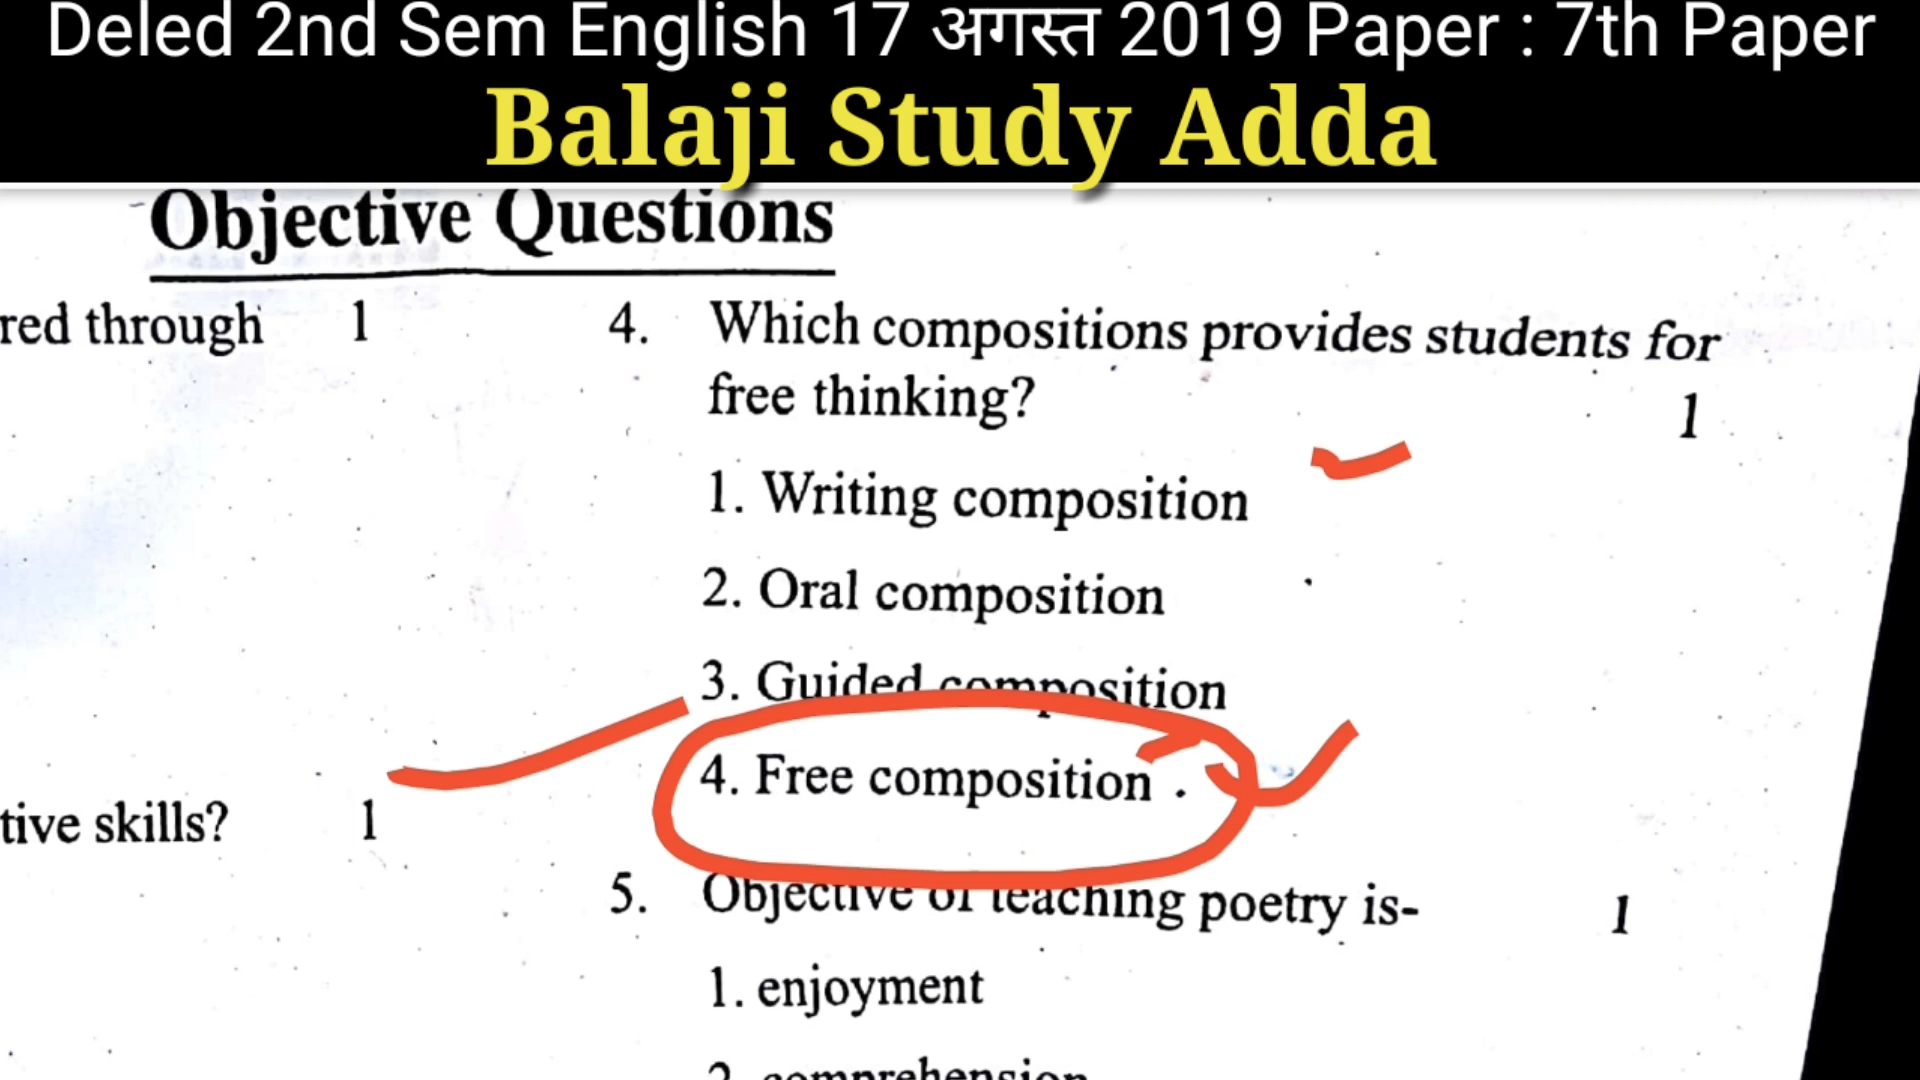 Deled 2nd Sem English 17 अगस्त 2019 Paper : 7th Paper
Balaji Study Adda
Objective Questions
red through 1
tive skills? 1
4. Which compositions provides students for
free thinking? 1
1. Writing composition
2. Oral composition
3. Guided composition
4. Free composition .
5. Objective of teaching poetry is- 1
1. enjoyment
2. comprehension